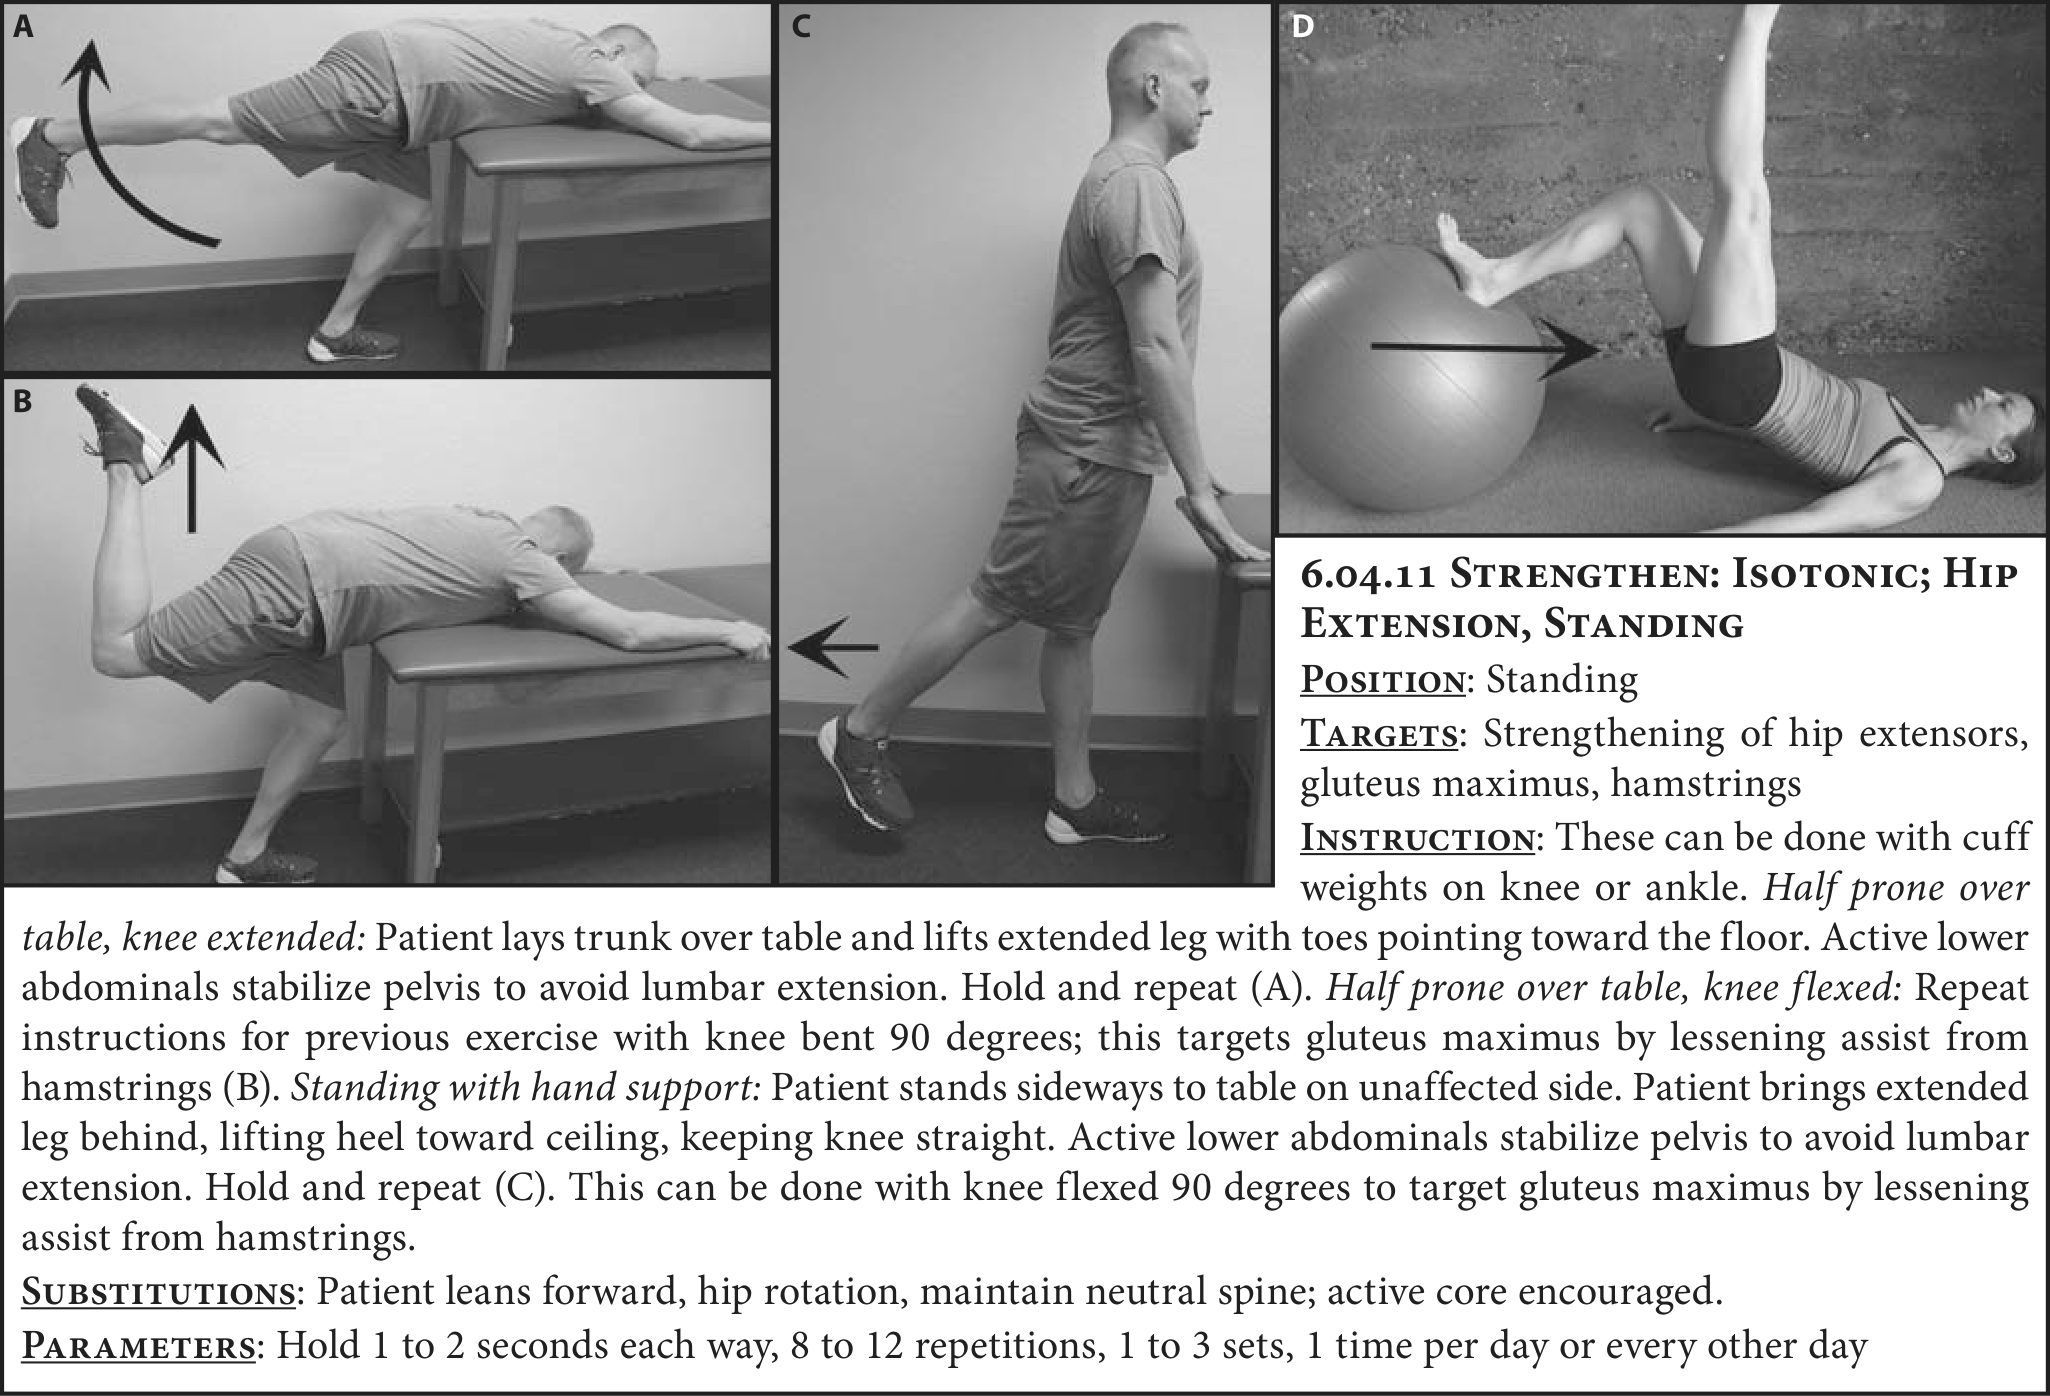 A
C
D
B
6.04.11 Strengthen: Isotonic; Hip
Extension, Standing
Position: Standing
Targets: Strengthening of hip extensors,
gluteus maximus, hamstrings
Instruction: These can be done with cuff
weights on knee or ankle. Half prone over
table, knee extended: Patient lays trunk over table and lifts extended leg with toes pointing toward the floor. Active lower
abdominals stabilize pelvis to avoid lumbar extension. Hold and repeat (A). Half prone over table, knee flexed: Repeat
instructions for previous exercise with knee bent 90 degrees; this targets gluteus maximus by lessening assist from
hamstrings (B). Standing with hand support: Patient stands sideways to table on unaffected side. Patient brings extended
leg behind, lifting heel toward ceiling, keeping knee straight. Active lower abdominals stabilize pelvis to avoid lumbar
extension. Hold and repeat (C). This can be done with knee flexed 90 degrees to target gluteus maximus by lessening
assist from hamstrings.
Substitutions: Patient leans forward, hip rotation, maintain neutral spine; active core encouraged.
Parameters: Hold 1 to 2 seconds each way, 8 to 12 repetitions, 1 to 3 sets, 1 time per day or every other day